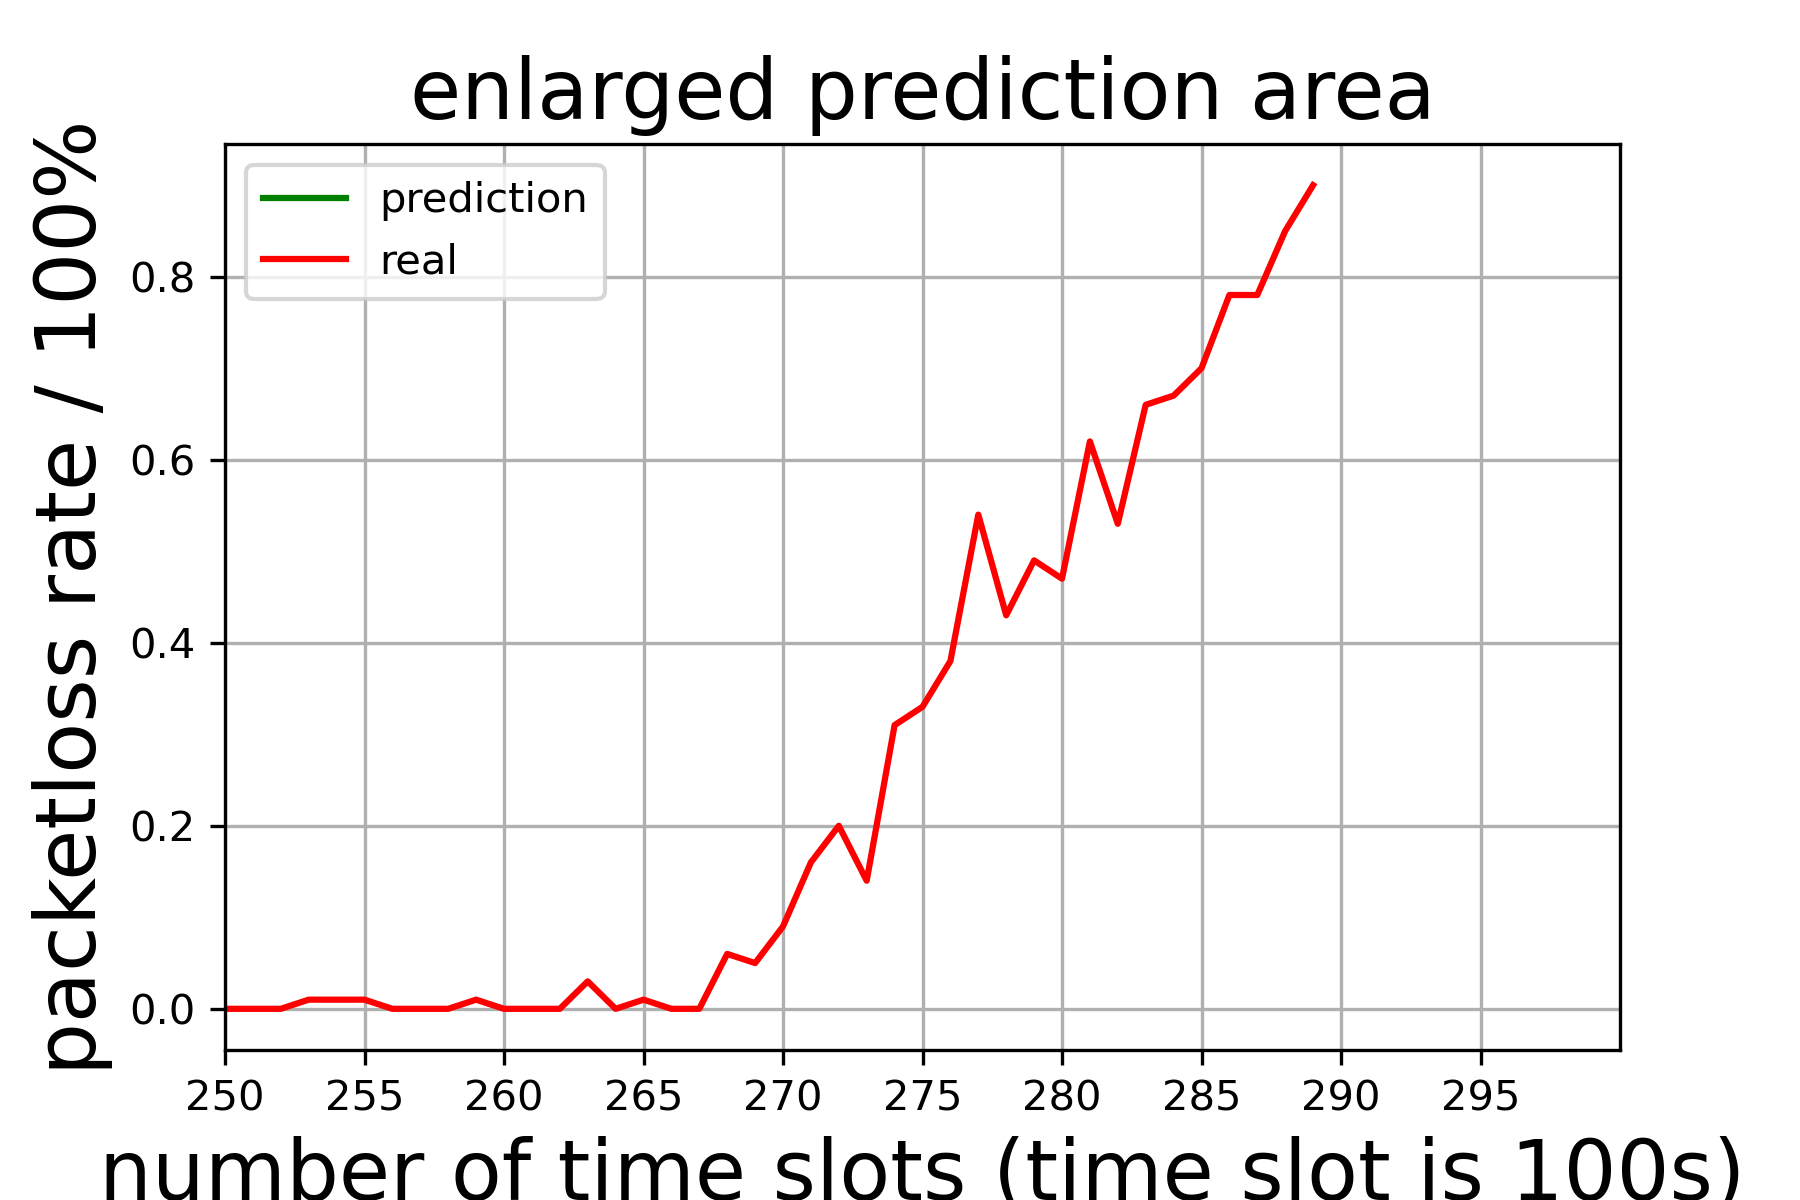 enlarged prediction area
prediction
real
packetloss rate / 100%
0.8
0.6
0.4
0.2
0.0
250 255 260 265 270 275 280 285 290 295
number of time slots (time slot is 100s)